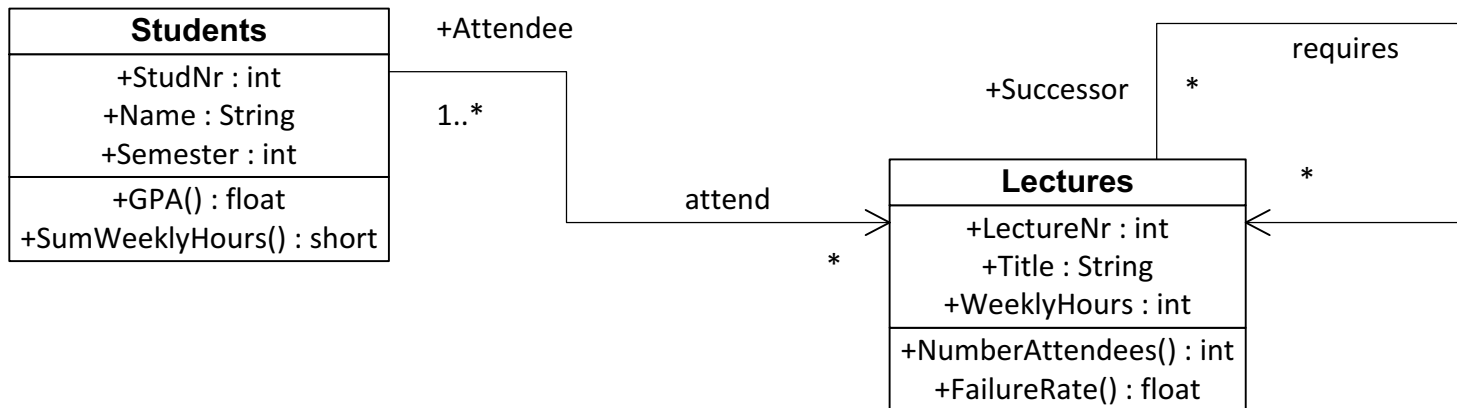 Students
+StudNr : int
+Name : String
+Semester : int
+GPA() : float
+SumWeeklyHours() : short
+Attendee
1..*
attend
*
+Successor
*
requires
*
Lectures
+LectureNr : int
+Title : String
+WeeklyHours : int
+NumberAttendees() : int
+FailureRate() : float